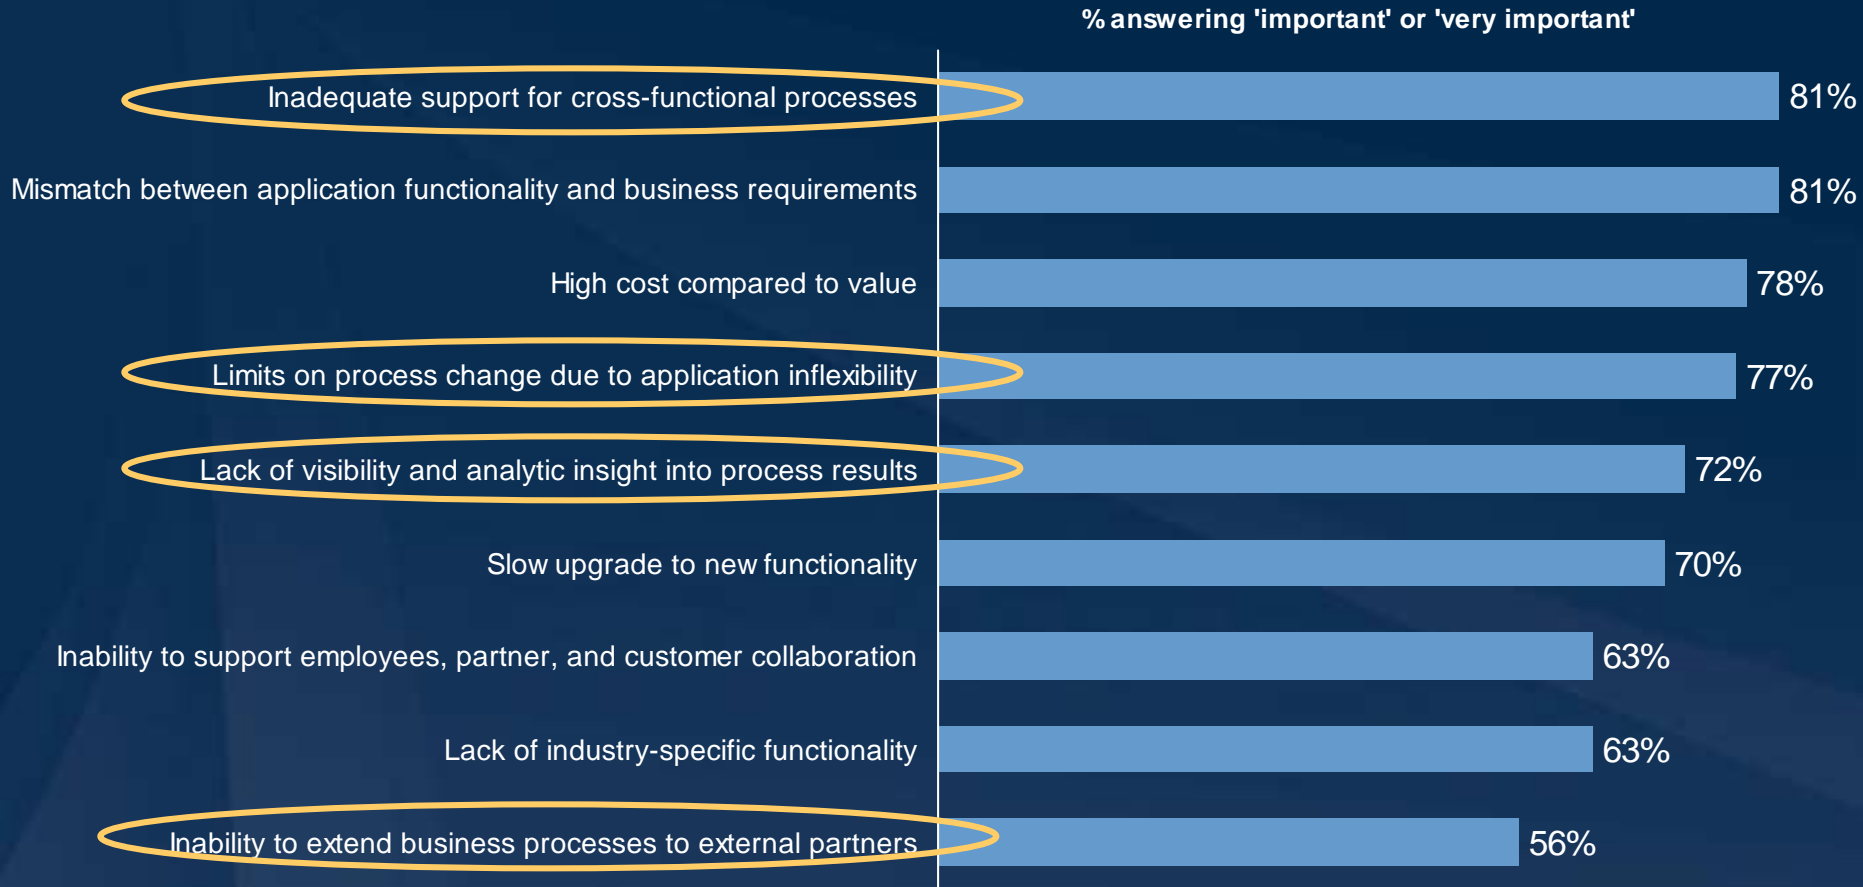 % answering 'important' or 'very important'
Inadequate support for cross-functional processes 81%
Mismatch between application functionality and business requirements 81%
High cost compared to value 78%
Limits on process change due to application inflexibility 77%
Lack of visibility and analytic insight into process results 72%
Slow upgrade to new functionality 70%
Inability to support employees, partner, and customer collaboration 63%
Lack of industry-specific functionality 63%
Inability to extend business processes to external partners 56%